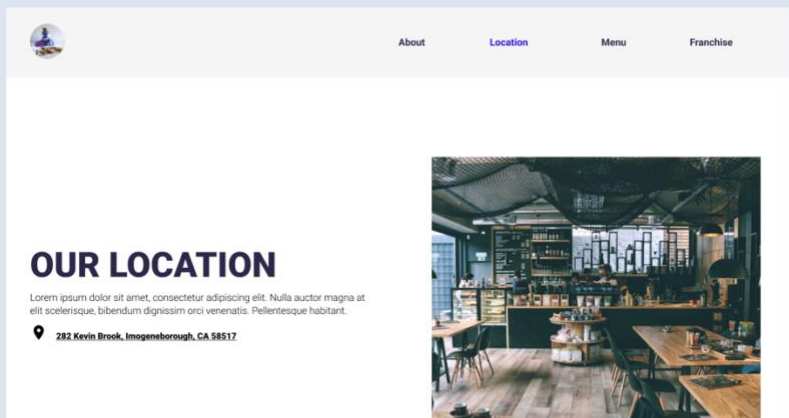 About
Location
Menu
Franchise
OUR LOCATION
Lorem ipsum dolor sit amet, consectetur adipiscing elit. Nulla auctor magna at
elit scelerisque, bibendum dignissim orci venenatis. Pellentesque habitant.
282 Kevin Brook, Imogeneborough, CA 58517